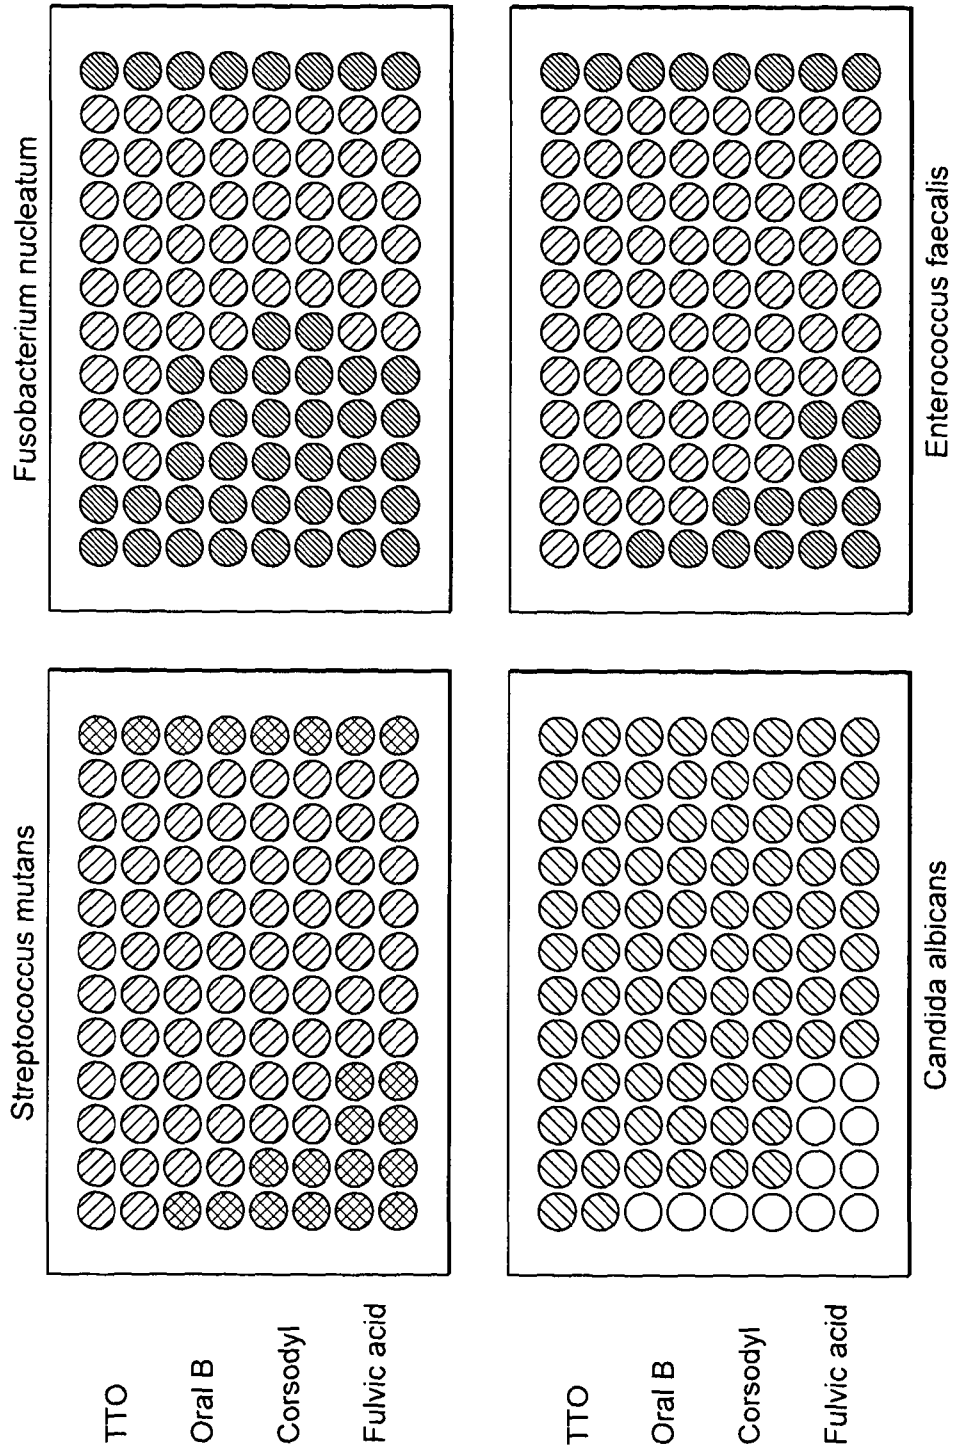 Streptococcus mutans
Fusobacterium nucleatum
TTO
Oral B
Corsodyl
Fulvic acid
TTO
Oral B
Corsodyl
Fulvic acid
Candida albicans
Enterococcus faecalis